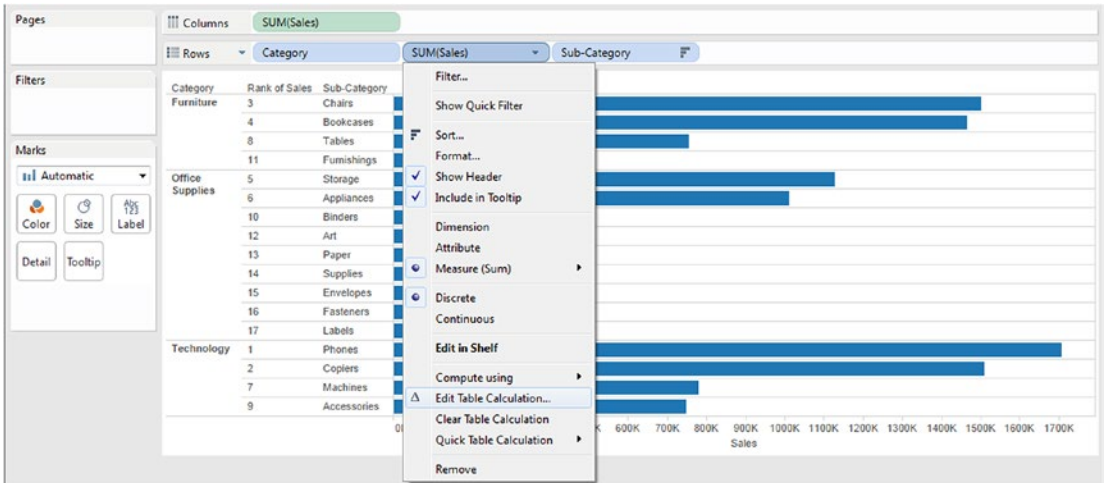 Pages
Columns
SUM(Sales)
Rows
Category
SUM(Sales)
Sub-Category
Filters
Marks
Automatic
Color
Size
Abc
123
Label
Detail
Tooltip
Category Rank of Sales Sub-Category
Furniture 3 Chairs
4 Bookcases
8 Tables
11 Furnishings
Office Supplies 5 Storage
6 Appliances
10 Binders
12 Art
13 Paper
14 Supplies
15 Envelopes
16 Fasteners
17 Labels
Technology 1 Phones
2 Copiers
7 Machines
9 Accessories
Filter...
Show Quick Filter
Sort...
Format...
Show Header
Include in Tooltip
Dimension
Attribute
Measure (Sum)
Discrete
Continuous
Edit in Shelf
Compute using
Edit Table Calculation...
Clear Table Calculation
Quick Table Calculation
Remove
600K 700K 800K 900K 1000K 1100K 1200K 1300K 1400K 1500K 1600K 1700K
Sales